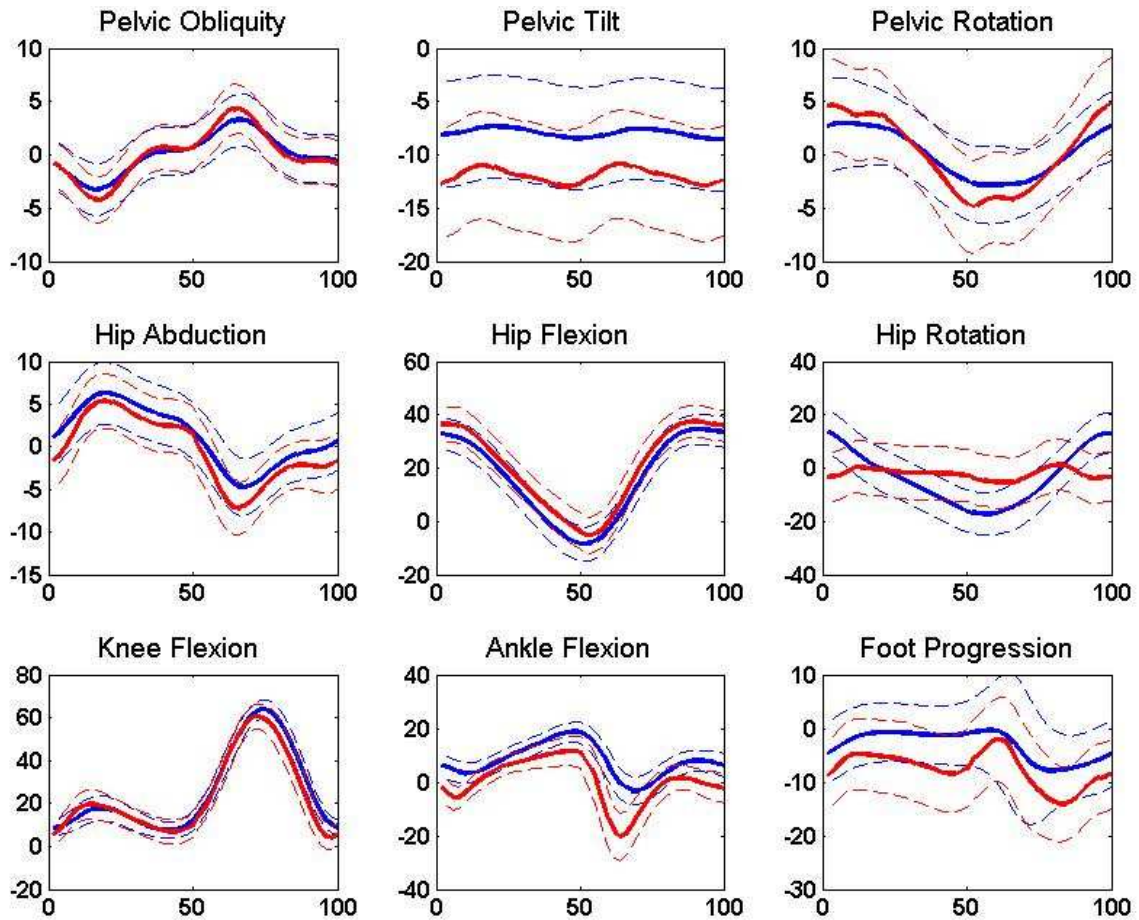 Pelvic Obliquity Pelvic Tilt Pelvic Rotation
10 0 10
5 -5 5
0 -10 0
-5 -15 -5
-10 -20 -10
0 50 100 0 50 100 0 50 100
Hip Abduction Hip Flexion Hip Rotation
10 60 40
5 40 20
0 20 0
-5 0 -20
-10 -20 -40
-15
0 50 100 0 50 100 0 50 100
Knee Flexion Ankle Flexion Foot Progression
80 40 10
60 20 0
40 0 -10
20 -20 -20
0 -40 -30
-20
0 50 100 0 50 100 0 50 100